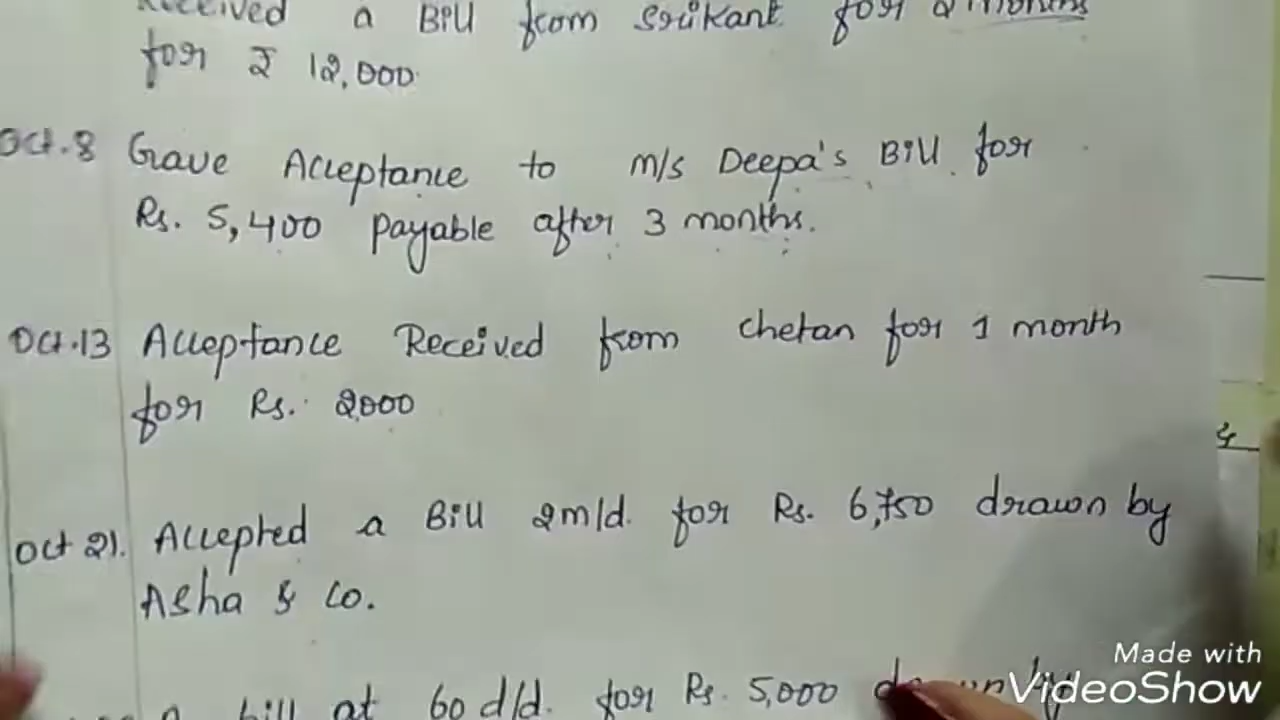 Received a Bill from Srikant for 2 months
for ₹ 12,000
Oct.8 Gave Acceptance to M/s Deepa's Bill for
Rs. 5,400 payable after 3 months.
Oct.13 Acceptance Received from Chetan for 1 month
for Rs. 2000
Oct 21. Accepted a Bill 2m/d. for Rs. 6,750 drawn by
Asha & Co.
bill at 60 d/d. for Rs. 5,000
Made with
VideoShow